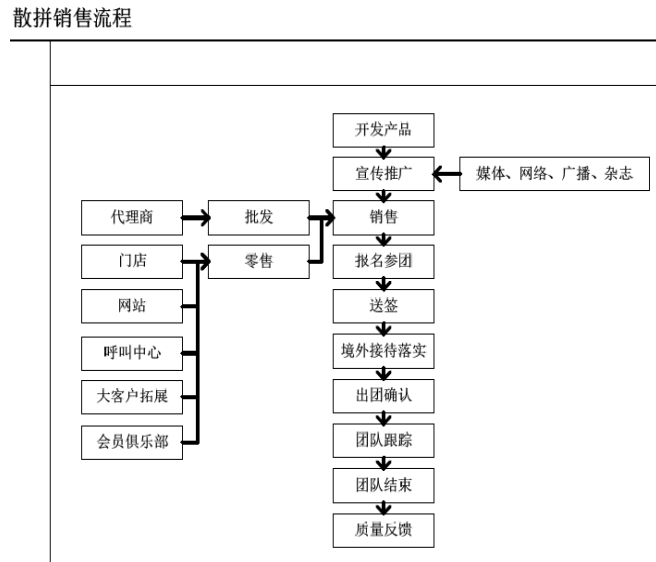 散拼销售流程
开发产品
宣传推广
媒体、网络、广播、杂志
代理商
批发
销售
门店
零售
报名参团
网站
送签
呼叫中心
境外接待落实
大客户拓展
出团确认
会员俱乐部
团队跟踪
团队结束
质量反馈